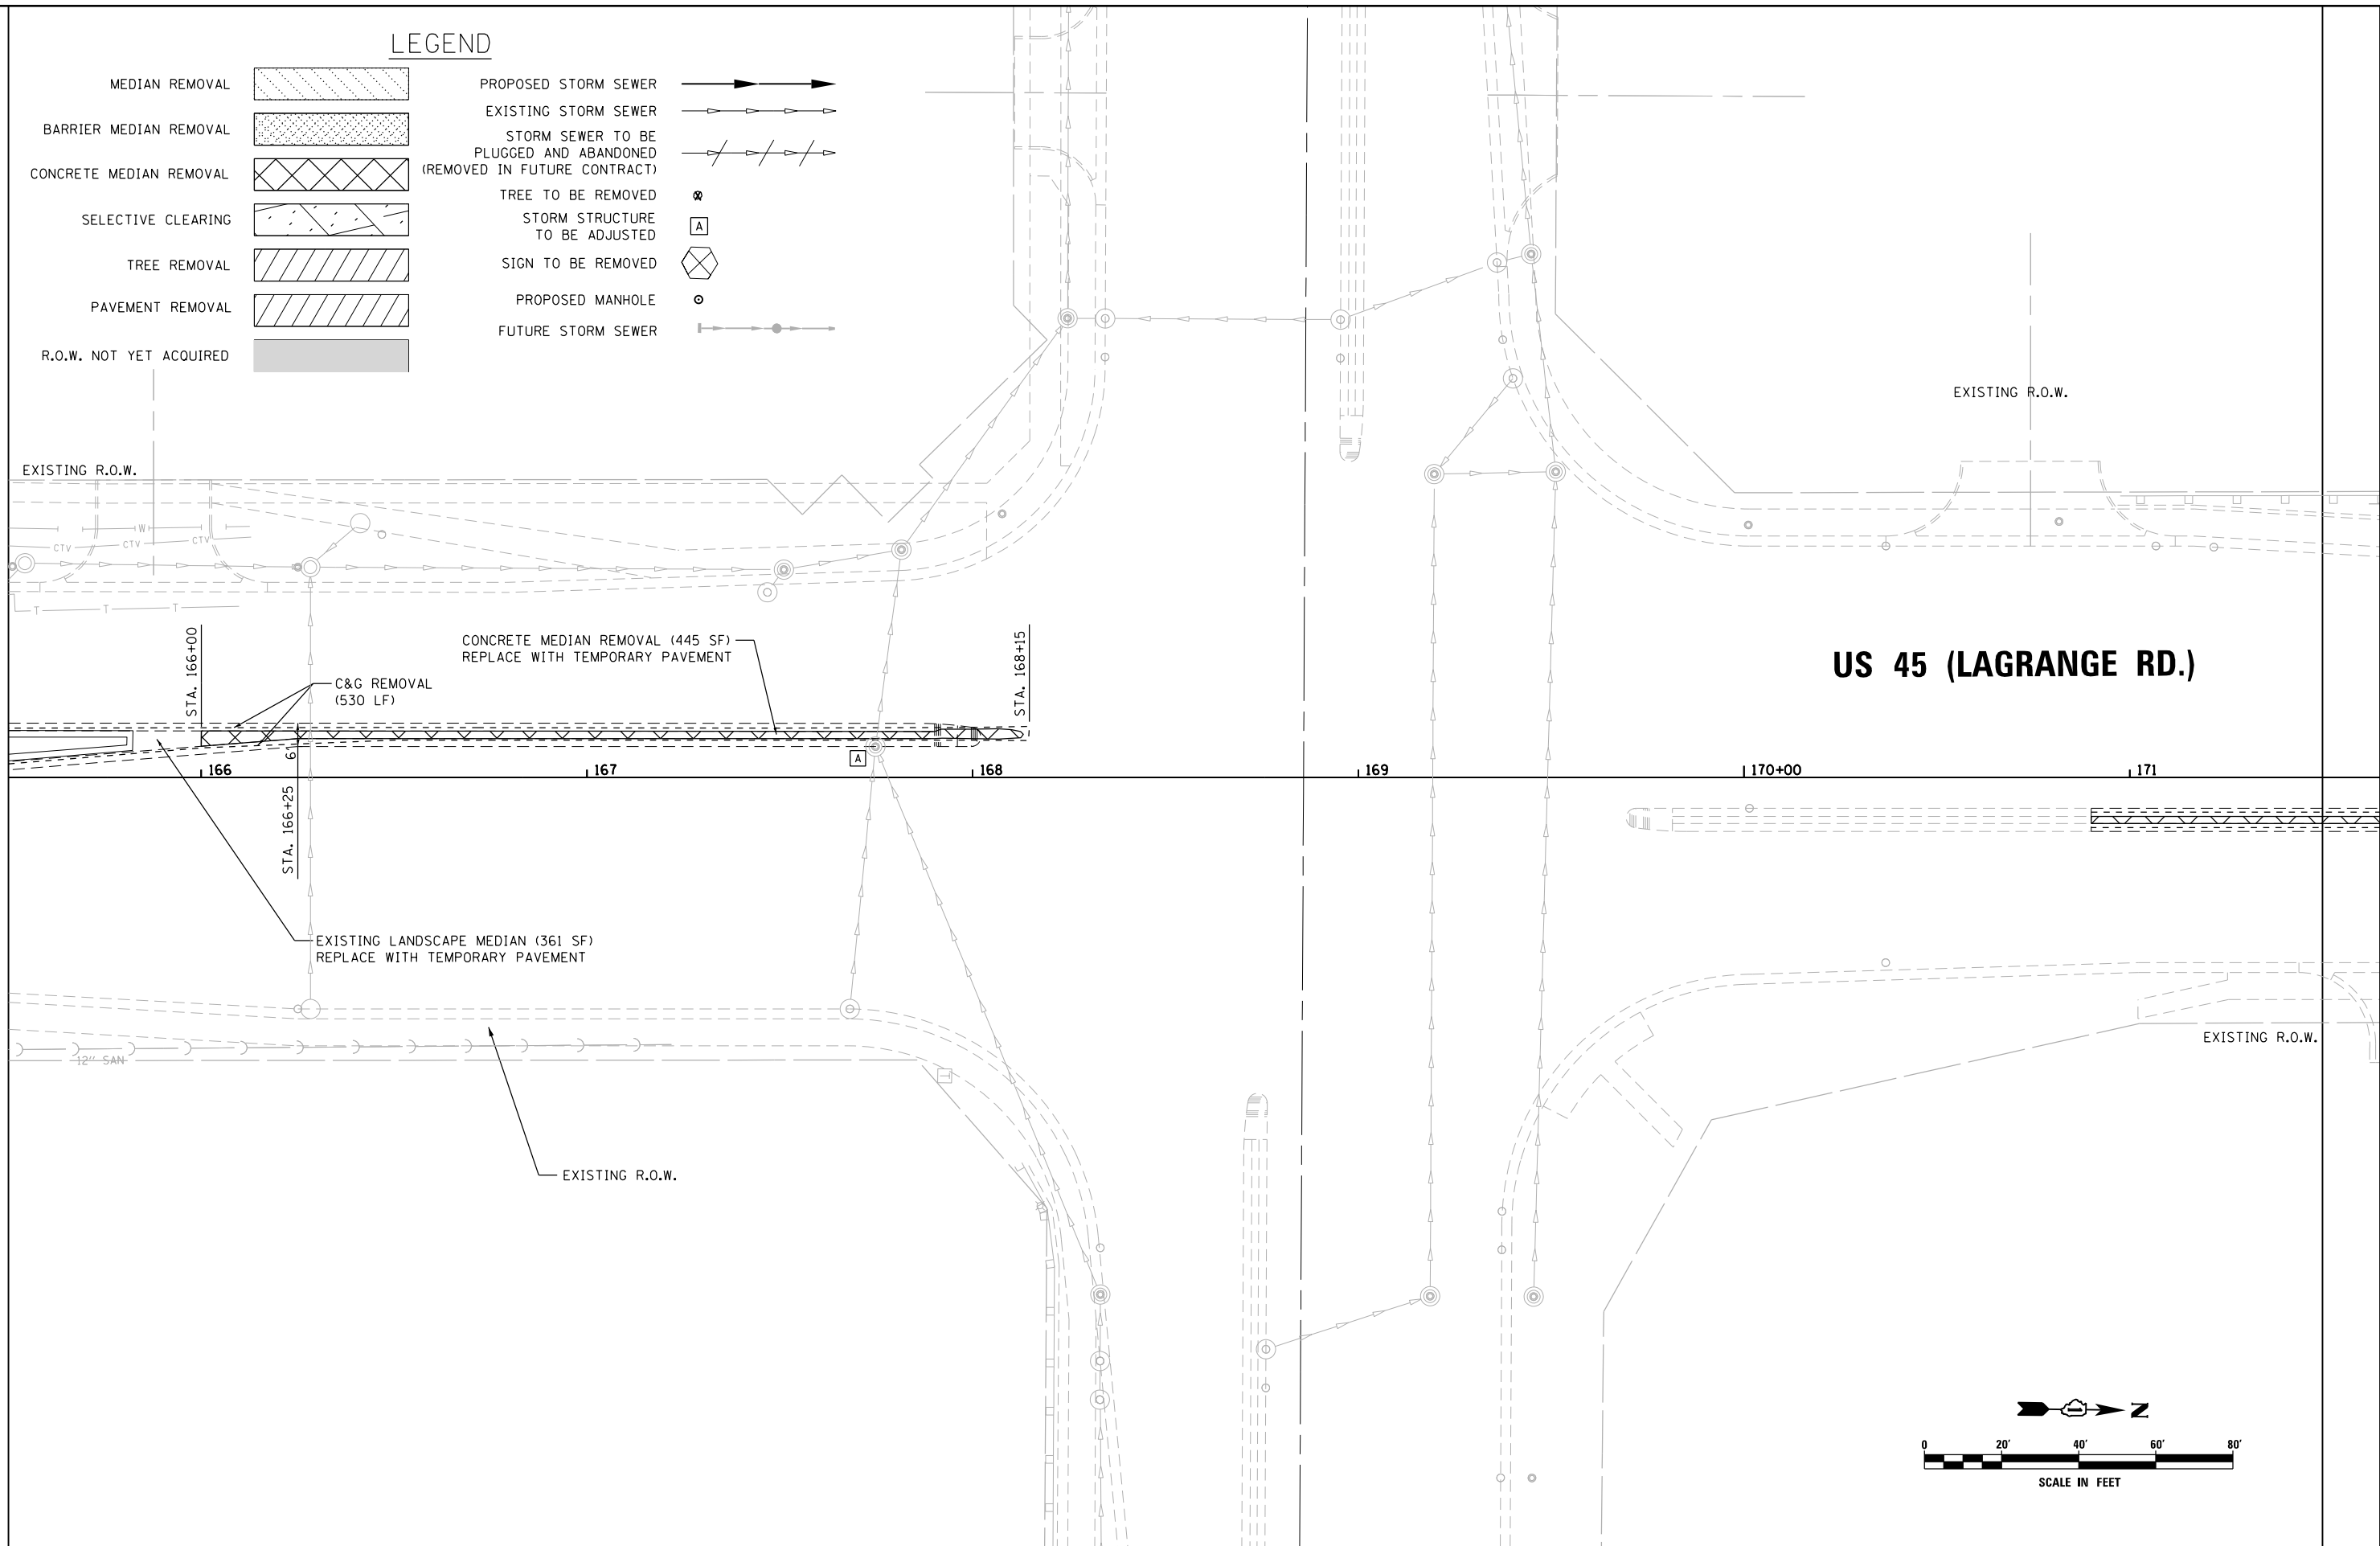 LEGEND
MEDIAN REMOVAL
BARRIER MEDIAN REMOVAL
CONCRETE MEDIAN REMOVAL
SELECTIVE CLEARING
TREE REMOVAL
PAVEMENT REMOVAL
R.O.W. NOT YET ACQUIRED
PROPOSED STORM SEWER
EXISTING STORM SEWER
STORM SEWER TO BE
PLUGGED AND ABANDONED
(REMOVED IN FUTURE CONTRACT)
TREE TO BE REMOVED
STORM STRUCTURE
TO BE ADJUSTED
A
SIGN TO BE REMOVED
PROPOSED MANHOLE
FUTURE STORM SEWER
EXISTING R.O.W.
EXISTING R.O.W.
W
CTV CTV CTV
T T T
STA. 166+00
CONCRETE MEDIAN REMOVAL (445 SF)
REPLACE WITH TEMPORARY PAVEMENT
STA. 168+15
C&G REMOVAL
(530 LF)
US 45 (LAGRANGE RD.)
6'
A
166 167 168 169 170+00 171
STA. 166+25
EXISTING LANDSCAPE MEDIAN (361 SF)
REPLACE WITH TEMPORARY PAVEMENT
12" SAN
EXISTING R.O.W.
EXISTING R.O.W.
N
0 20' 40' 60' 80'
SCALE IN FEET